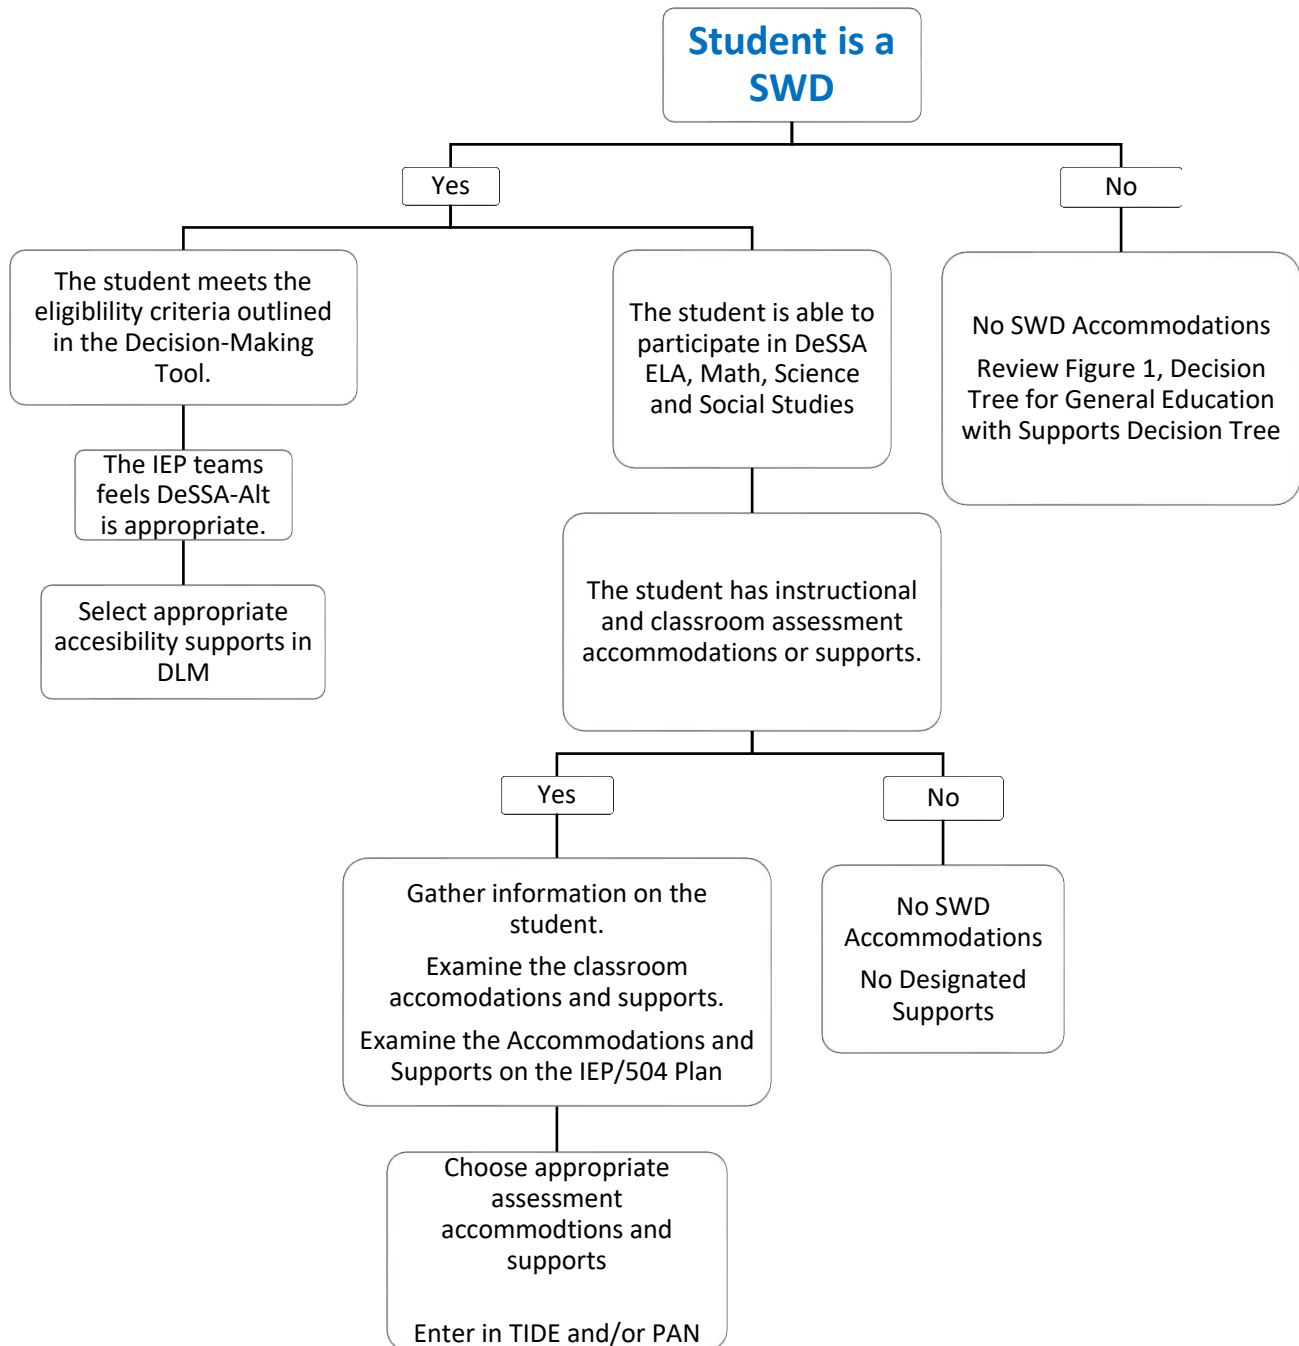 Student is a
SWD
Yes
No
The student meets the
eligiblility criteria outlined
in the Decision-Making
Tool.
The student is able to
participate in DeSSA
ELA, Math, Science
and Social Studies
No SWD Accommodations
Review Figure 1, Decision
Tree for General Education
with Supports Decision Tree
The IEP teams
feels DeSSA-Alt
is appropriate.
Select appropriate
accesibility supports in
DLM
The student has instructional
and classroom assessment
accommodations or supports.
Yes
No
Gather information on the
student.
Examine the classroom
accomodations and supports.
Examine the Accommodations and
Supports on the IEP/504 Plan
No SWD
Accommodations
No Designated
Supports
Choose appropriate
assessment
accommodtions and
supports
Enter in TIDE and/or PAN